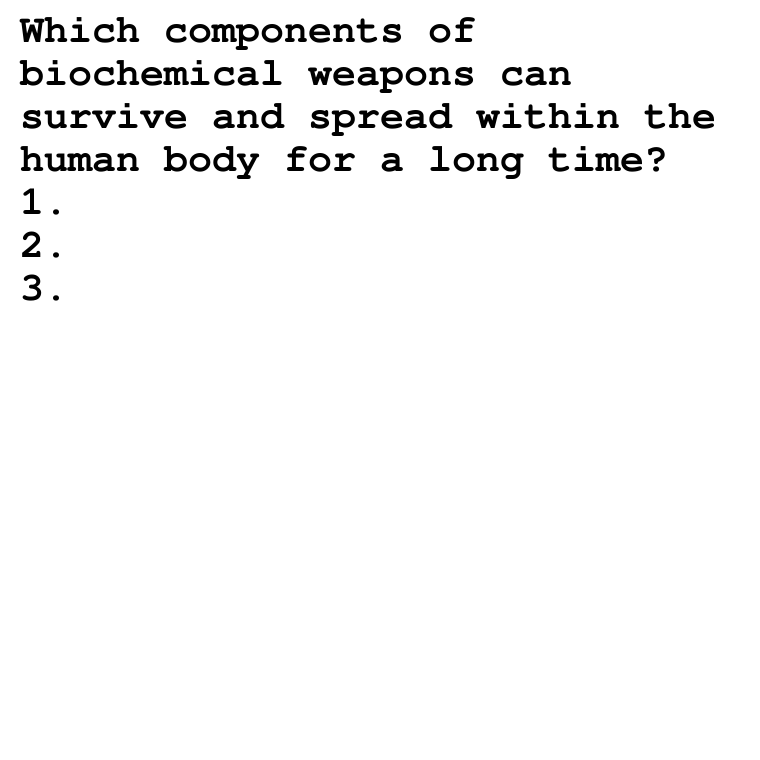 Which components of
biochemical weapons can
survive and spread within the
human body for a long time?
1.
2.
3.